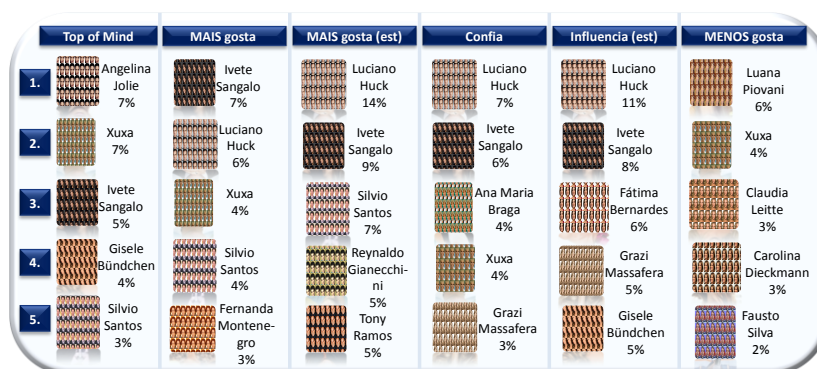 Top of Mind
MAIS gosta
MAIS gosta (est)
Confia
Influencia (est)
MENOS gosta
1.
Angelina
Jolie
7%
Ivete
Sangalo
7%
Luciano
Huck
14%
Luciano
Huck
7%
Luciano
Huck
11%
Luana
Piovani
6%
2.
Xuxa
7%
Luciano
Huck
6%
Ivete
Sangalo
9%
Ivete
Sangalo
6%
Ivete
Sangalo
8%
Xuxa
4%
3.
Ivete
Sangalo
5%
Xuxa
4%
Silvio
Santos
7%
Ana Maria
Braga
4%
Fátima
Bernardes
6%
Claudia
Leitte
3%
4.
Gisele
Bündchen
4%
Silvio
Santos
4%
Reynaldo
Gianecchi-
ni
5%
Xuxa
4%
Grazi
Massafera
5%
Carolina
Dieckmann
3%
5.
Silvio
Santos
3%
Fernanda
Montene-
gro
3%
Tony
Ramos
5%
Grazi
Massafera
3%
Gisele
Bündchen
5%
Fausto
Silva
2%